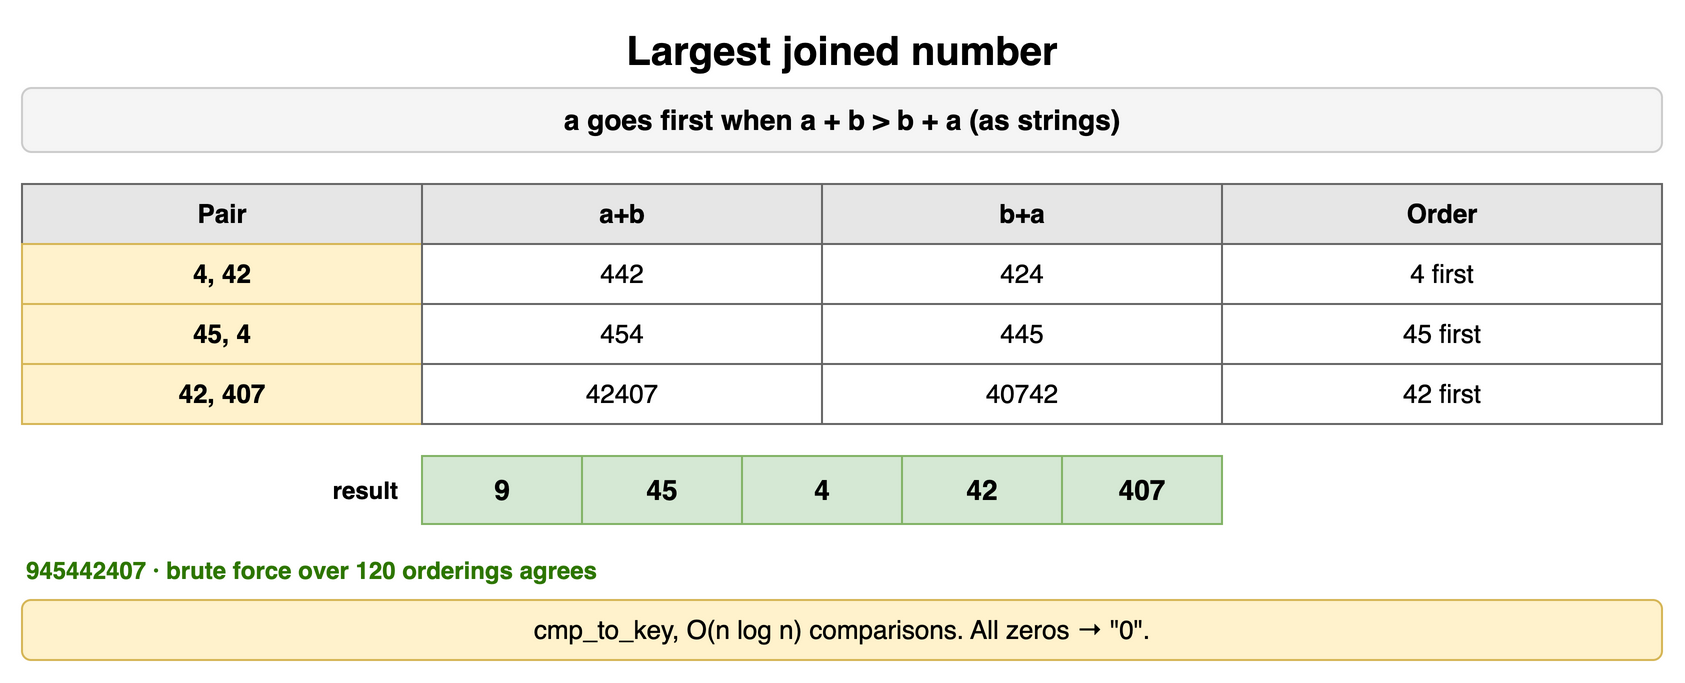 Largest joined number
a goes first when a + b > b + a (as strings)
Pair a+b b+a Order
4, 42 442 424 4 first
45, 4 454 445 45 first
42, 407 42407 40742 42 first
result 9 45 4 42 407
945442407 · brute force over 120 orderings agrees
cmp_to_key, O(n log n) comparisons. All zeros → "0".